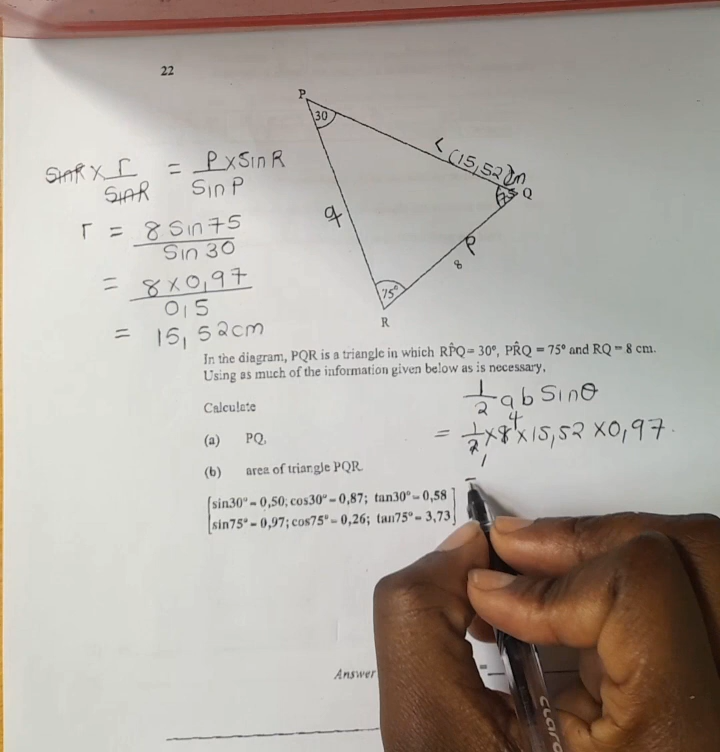 22
P
30
r (15,52)cm
75
Q
q
p
8
75°
R
sinR × r/sinR = P×sinR/sinP
r = 8 sin75/sin30
= 8×0,97/0,5
= 15,52cm
In the diagram, PQR is a triangle in which RP̂Q = 30°, PR̂Q = 75° and RQ = 8 cm.
Using as much of the information given below as is necessary,
1/2 ab sinθ
Calculate
= 1/2 × 8 4 × 15,52 × 0,97
1
(a) PQ,
(b) area of triangle PQR.
[sin30° = 0,50; cos30° = 0,87; tan30° = 0,58
sin75° = 0,97; cos75° = 0,26; tan75° = 3,73]
Answer